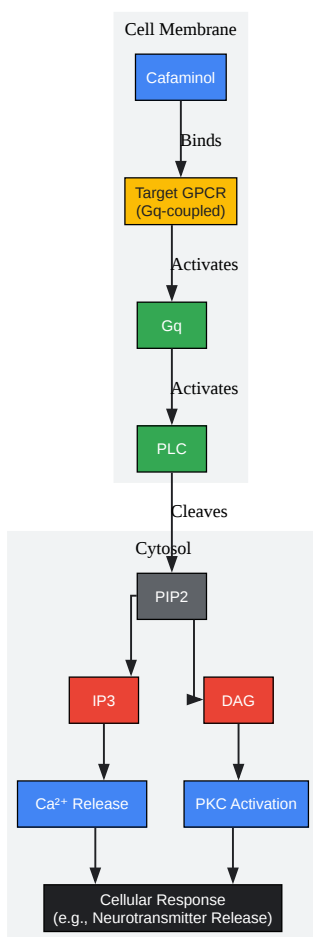 Cell Membrane
Cafaminol
Binds
Target GPCR
(Gq-coupled)
Activates
Gq
Activates
PLC
Cleaves
Cytosol
PIP2
IP3
DAG
Ca²⁺ Release
PKC Activation
Cellular Response
(e.g., Neurotransmitter Release)